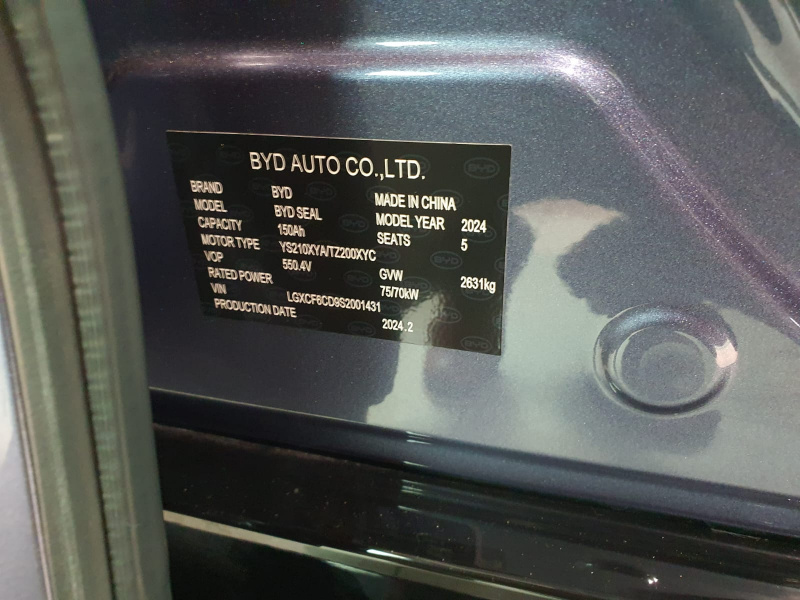 BYD AUTO CO.,LTD.
BRAND BYD MADE IN CHINA
MODEL BYD SEAL MODEL YEAR 2024
CAPACITY 150Ah SEATS 5
MOTOR TYPE YS210XYA/TZ200XYC
VOP 550.4V GVW 2631kg
RATED POWER 75/70kW
VIN LGXCF6CD9S2001431
PRODUCTION DATE 2024.2